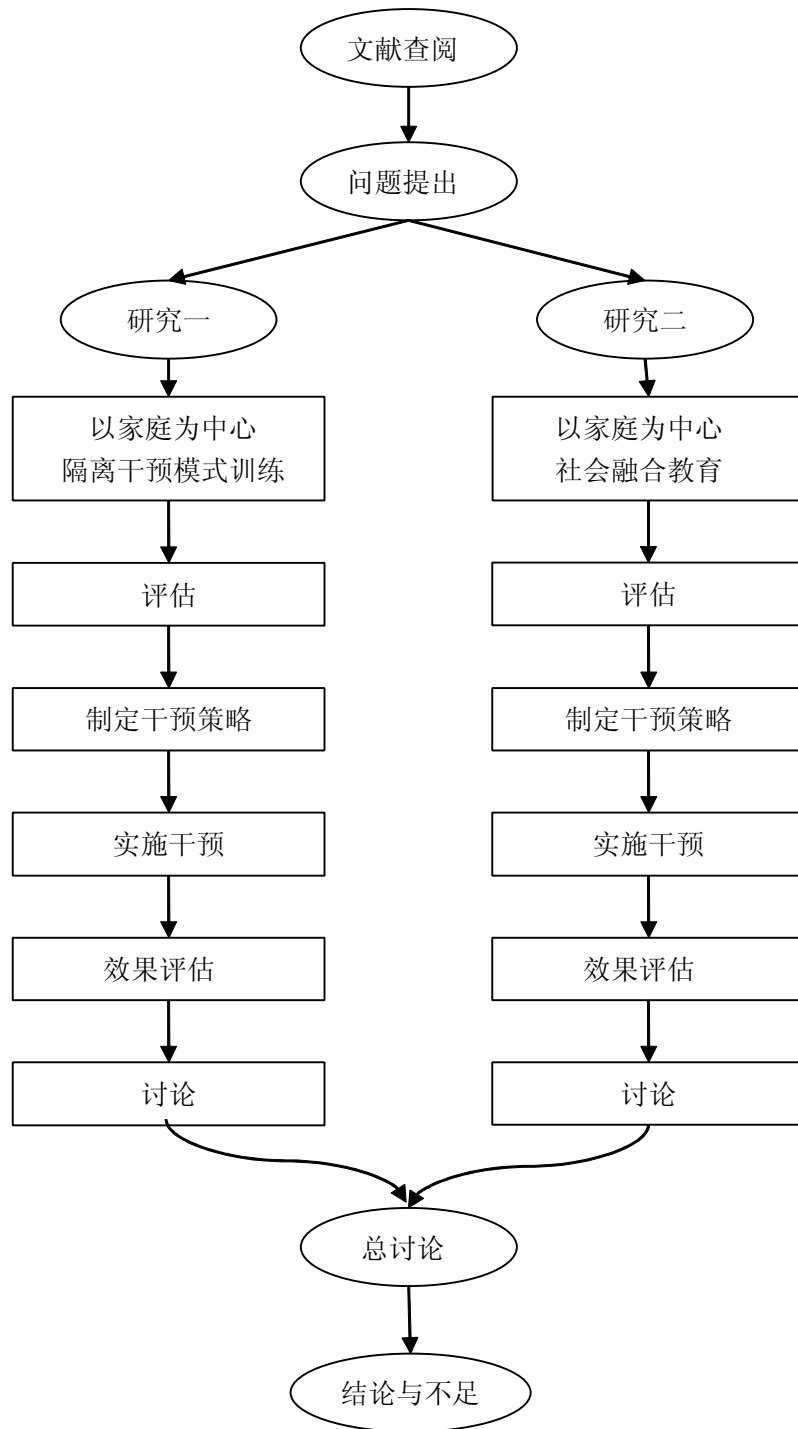 文献查阅
问题提出
研究一
研究二
以家庭为中心
隔离干预模式训练
以家庭为中心
社会融合教育
评估
评估
制定干预策略
制定干预策略
实施干预
实施干预
效果评估
效果评估
讨论
讨论
总讨论
结论与不足